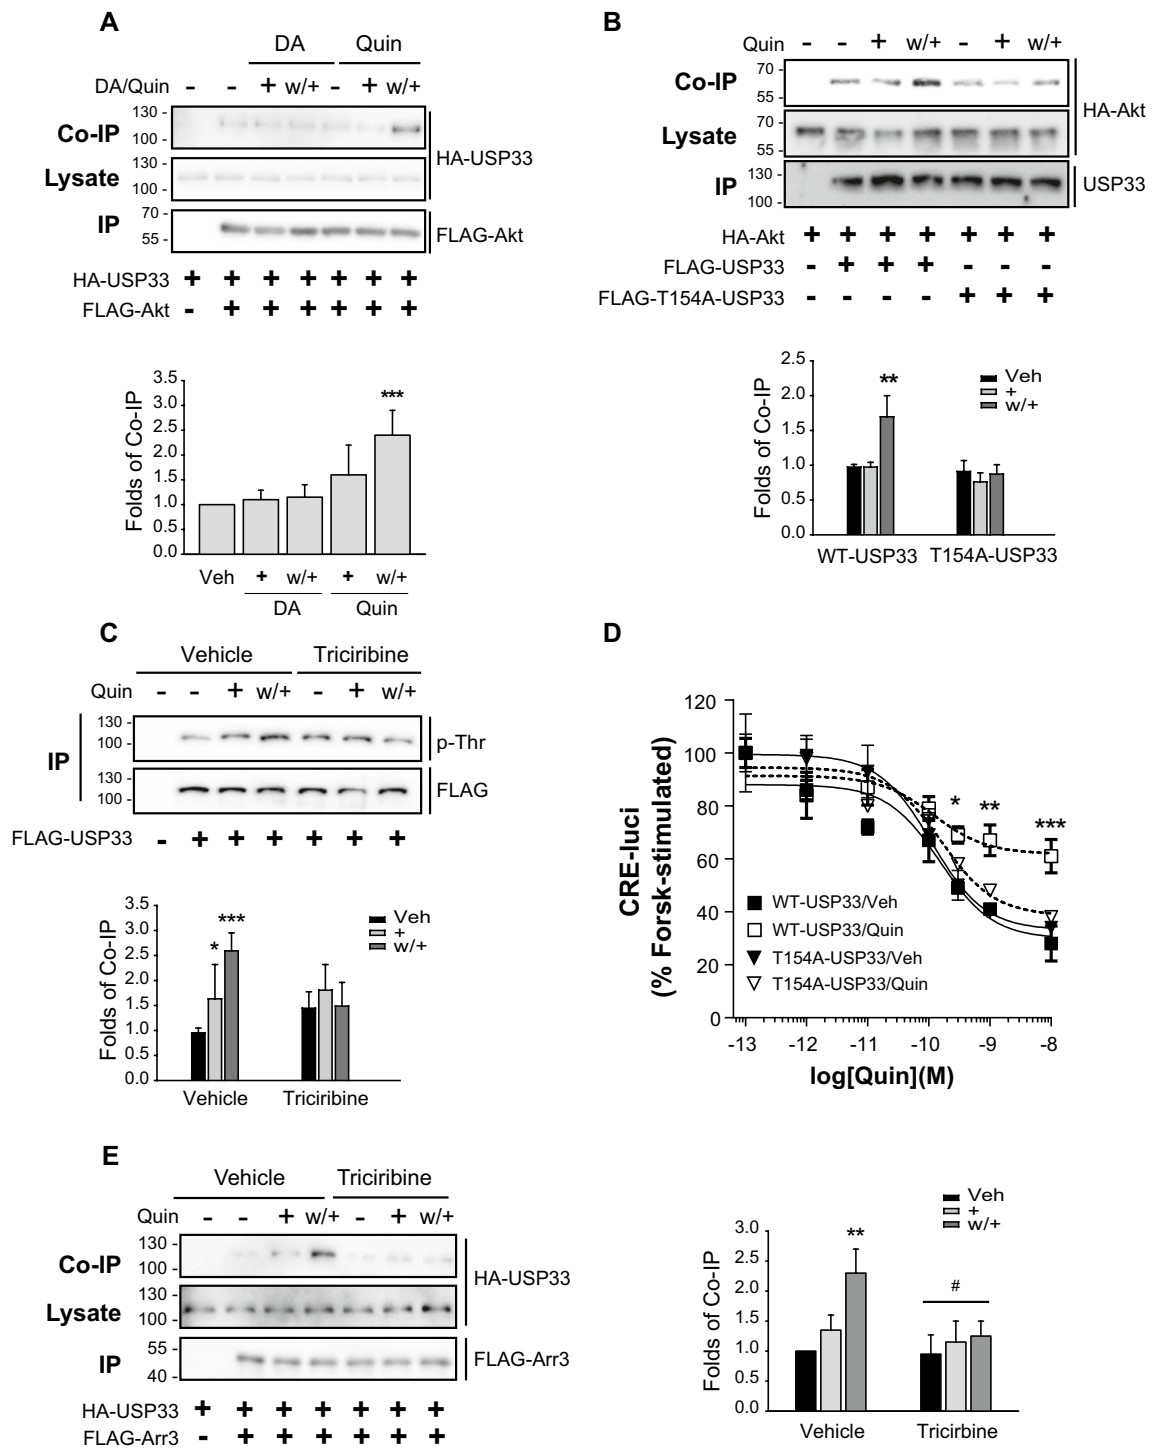 A
DA Quin
DA/Quin - - + w/+ - + w/+
Co-IP
130 -
100 -
HA-USP33
Lysate
130 -
100 -
IP
70 -
55 -
FLAG-Akt
HA-USP33 + + + + + + +
FLAG-Akt - + + + + + +
Folds of Co-IP
3.5
3.0
2.5
2.0
1.5
1.0
0.5
0.0
***
Veh + w/+ + w/+
DA Quin
B
Quin - - + w/+ - + w/+
Co-IP
70 -
55 -
HA-Akt
Lysate
70 -
55 -
IP
130 -
100 -
USP33
HA-Akt + + + + + + +
FLAG-USP33 - + + + - - -
FLAG-T154A-USP33 - - - - + + +
Folds of Co-IP
2.5
2.0
1.5
1.0
0.5
0.0
**
Veh
+
w/+
WT-USP33 T154A-USP33
C
Vehicle Triciribine
Quin - - + w/+ - + w/+
IP
130 -
100 -
p-Thr
130 -
100 -
FLAG
FLAG-USP33 - + + + + + +
Folds of Co-IP
3.5
3.0
2.5
2.0
1.5
1.0
0.5
0.0
* ***
Veh
+
w/+
Vehicle Triciribine
D
CRE-luci
(% Forsk-stimulated)
120
100
80
60
40
20
0
* ** ***
WT-USP33/Veh
WT-USP33/Quin
T154A-USP33/Veh
T154A-USP33/Quin
-13 -12 -11 -10 -9 -8
log[Quin](M)
E
Vehicle Triciribine
Quin - - + w/+ - + w/+
Co-IP
130 -
100 -
HA-USP33
Lysate
130 -
100 -
IP
55 -
40 -
FLAG-Arr3
HA-USP33 + + + + + + +
FLAG-Arr3 - + + + + + +
Veh
+
w/+
Folds of Co-IP
3.0
2.5
2.0
1.5
1.0
0.5
0.0
**
#
Vehicle Tricirbine